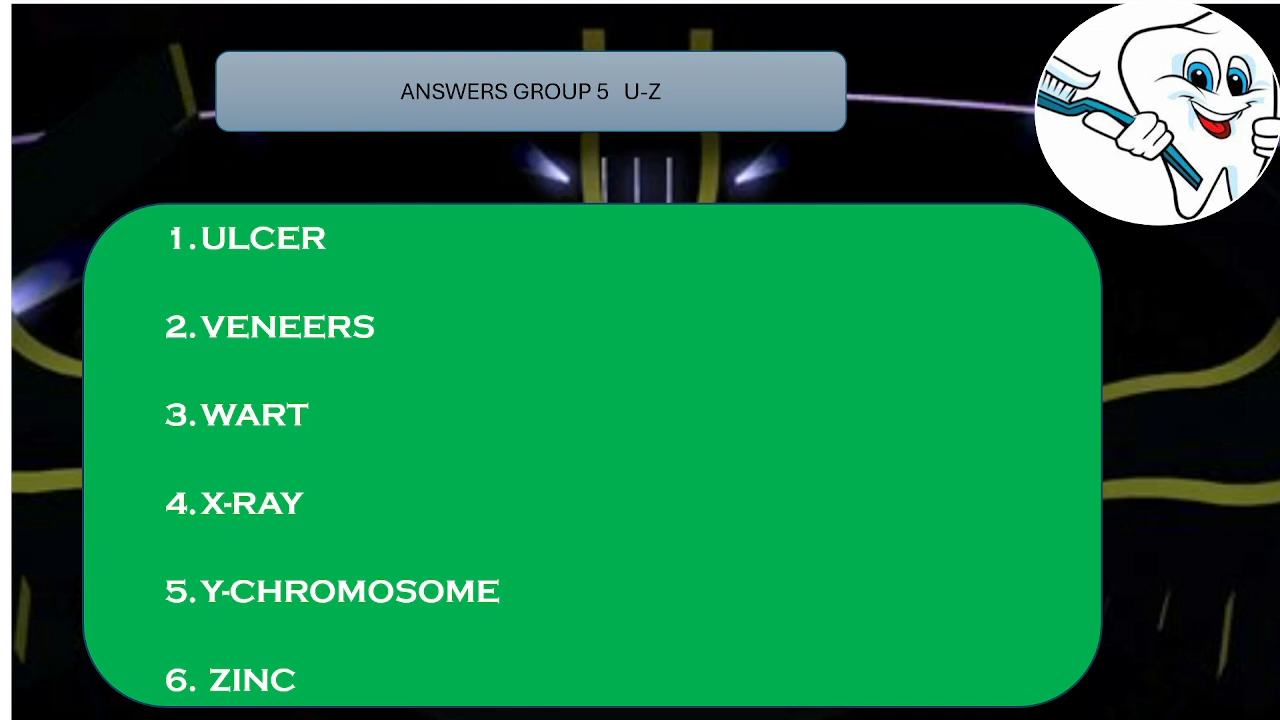 ANSWERS GROUP 5 U-Z
1. ULCER
2. VENEERS
3. WART
4. X-RAY
5. Y-CHROMOSOME
6. ZINC